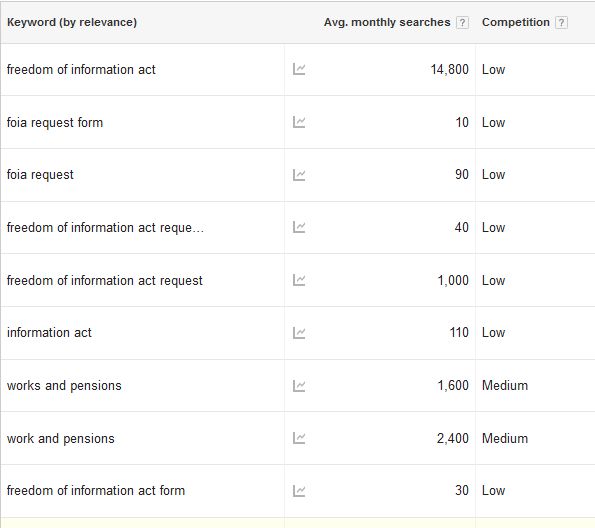 Keyword (by relevance) Avg. monthly searches ? Competition ?
freedom of information act 14,800 Low
foia request form 10 Low
foia request 90 Low
freedom of information act reque... 40 Low
freedom of information act request 1,000 Low
information act 110 Low
works and pensions 1,600 Medium
work and pensions 2,400 Medium
freedom of information act form 30 Low